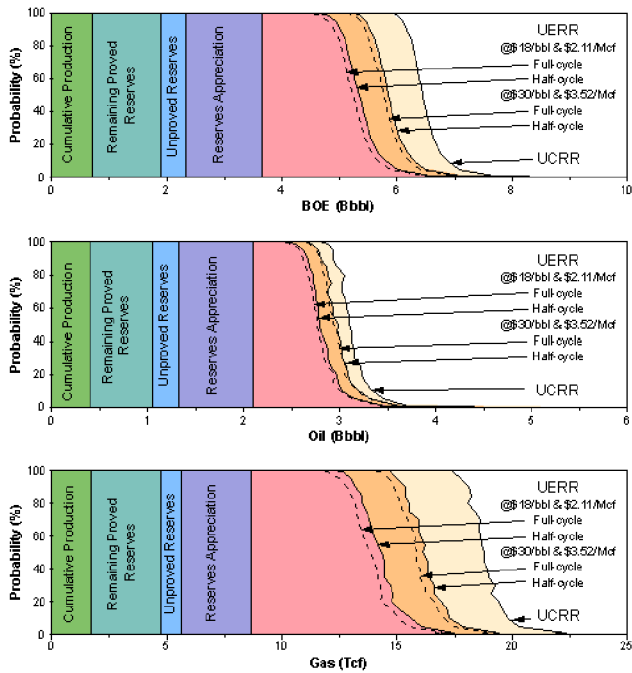 Probability (%)
100
80
60
40
20
0
Cumulative Production
Remaining Proved
Reserves
Unproved Reserves
Reserves Appreciation
UERR
@$18/bbl & $2.11/Mcf
Full-cycle
Half-cycle
@$30/bbl & $3.52/Mcf
Full-cycle
Half-cycle
UCRR
0 2 4 6 8 10
BOE (Bbbl)
Probability (%)
100
80
60
40
20
0
Cumulative Production
Remaining Proved
Reserves
Unproved Reserves
Reserves Appreciation
UERR
@$18/bbl & $2.11/Mcf
Full-cycle
Half-cycle
@$30/bbl & $3.52/Mcf
Full-cycle
Half-cycle
UCRR
0 1 2 3 4 5 6
Oil (Bbbl)
Probability (%)
100
80
60
40
20
0
Cumulative Production
Remaining Proved
Reserves
Unproved Reserves
Reserves Appreciation
UERR
@$18/bbl & $2.11/Mcf
Full-cycle
Half-cycle
@$30/bbl & $3.52/Mcf
Full-cycle
Half-cycle
UCRR
0 5 10 15 20 25
Gas (Tcf)